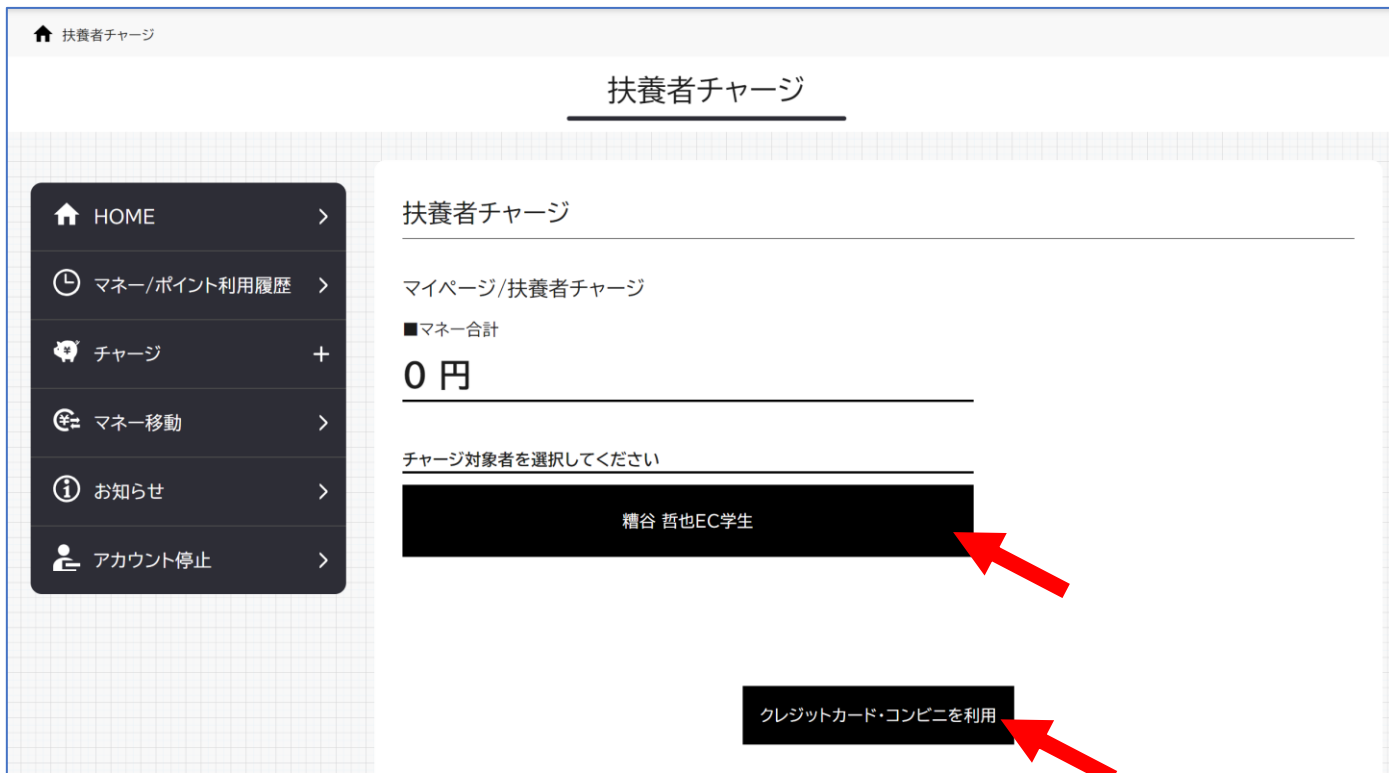 扶養者チャージ
扶養者チャージ
HOME
マネー/ポイント利用履歴
チャージ
マネー移動
お知らせ
アカウント停止
扶養者チャージ
マイページ/扶養者チャージ
■マネー合計
0 円
チャージ対象者を選択してください
糟谷 哲也EC学生
クレジットカード・コンビニを利用